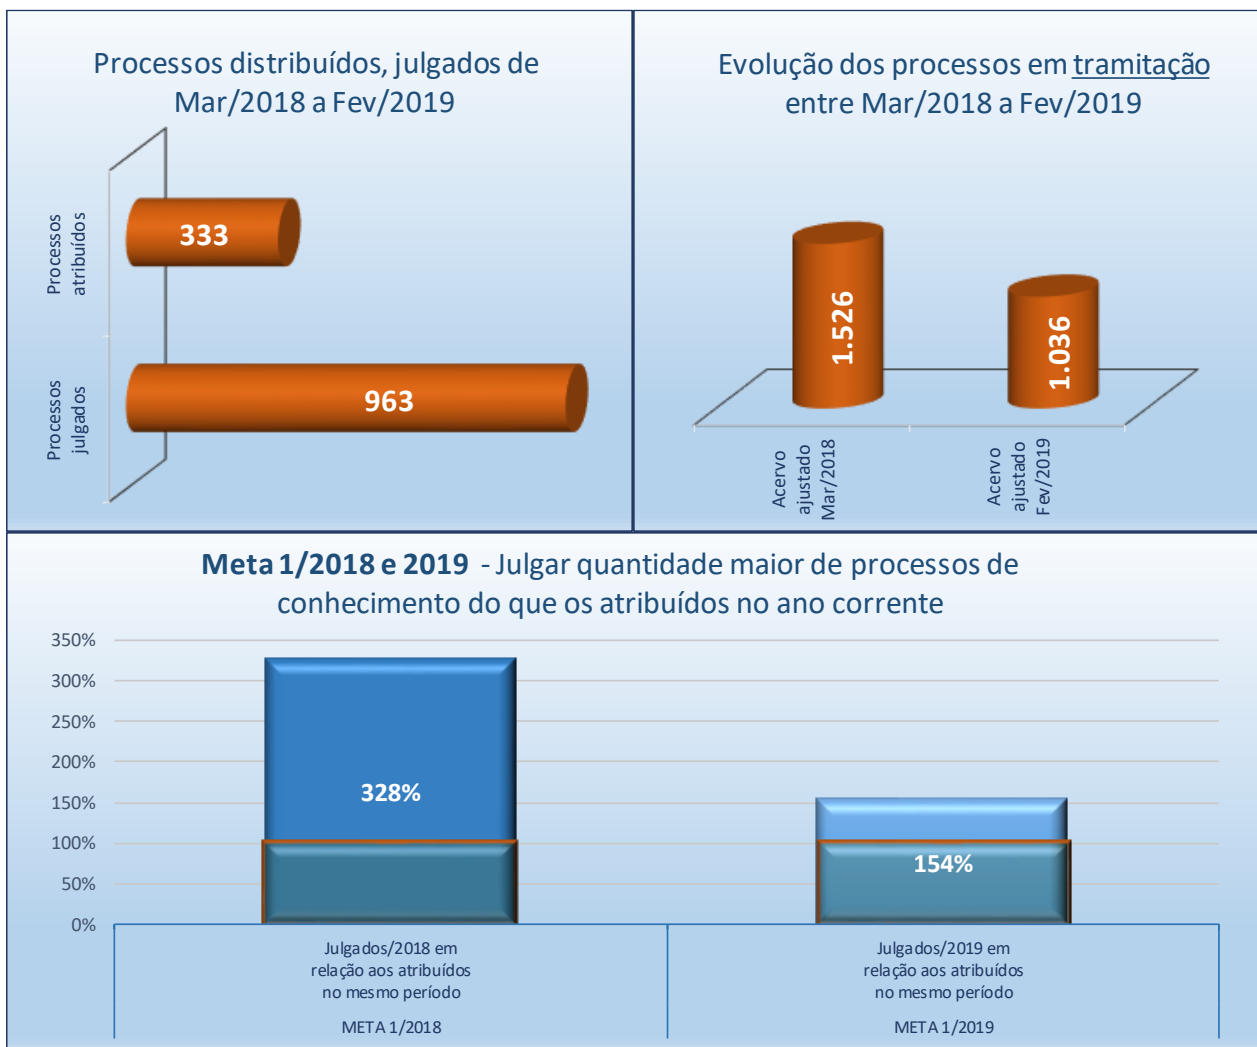 Processos distribuídos, julgados de
Mar/2018 a Fev/2019
Processos
atribuídos
333
Processos
julgados
963
Evolução dos processos em tramitação
entre Mar/2018 a Fev/2019
1.526
1.036
Acervo
ajustado
Mar/2018
Acervo
ajustado
Fev/2019
Meta 1/2018 e 2019 - Julgar quantidade maior de processos de
conhecimento do que os atribuídos no ano corrente
350%
300%
250%
200%
150%
100%
50%
0%
328%
154%
Julgados/2018 em
relação aos atribuídos
no mesmo período
META 1/2018
Julgados/2019 em
relação aos atribuídos
no mesmo período
META 1/2019